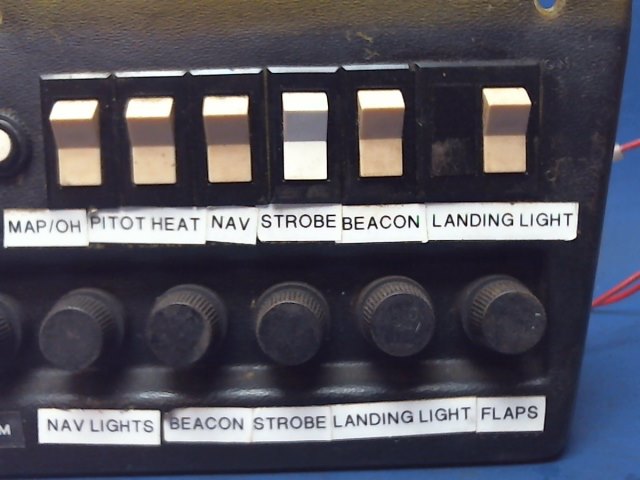 MAP/OH PITOT HEAT NAV STROBE BEACON LANDING LIGHT
M NAV LIGHTS BEACON STROBE LANDING LIGHT FLAPS